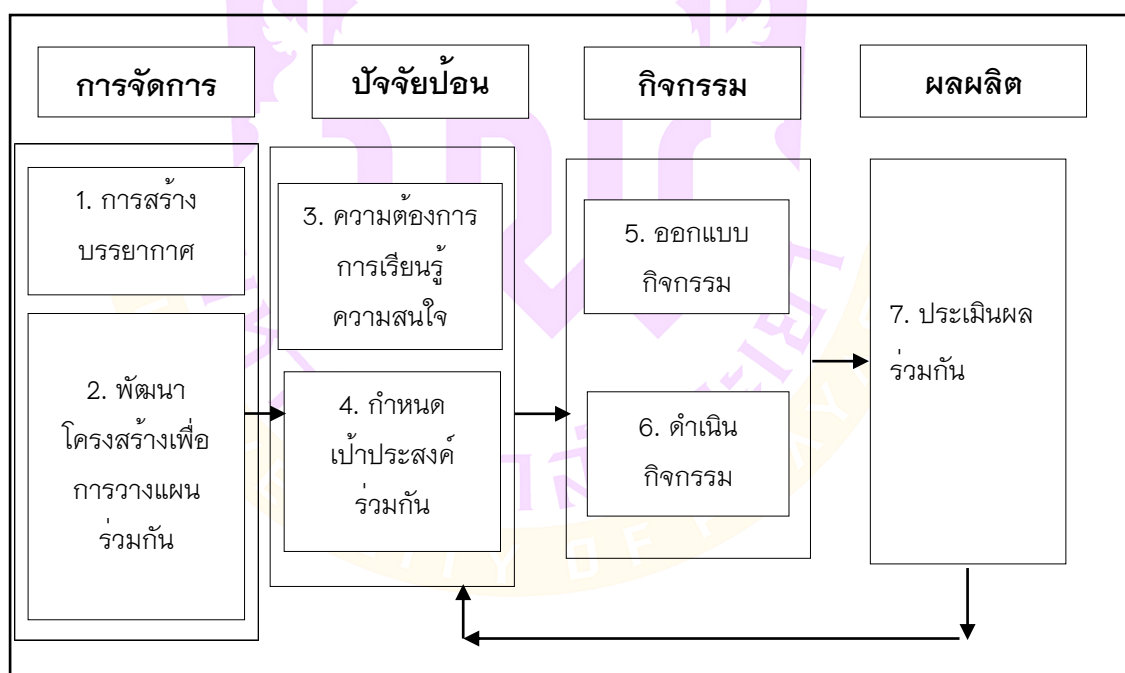 การจัดการ
ปัจจัยป้อน
กิจกรรม
ผลผลิต
1. การสร้าง
บรรยากาศ
2. พัฒนา
โครงสร้างเพื่อ
การวางแผน
ร่วมกัน
3. ความต้องการ
การเรียนรู้
ความสนใจ
4. กำหนด
เป้าประสงค์
ร่วมกัน
5. ออกแบบ
กิจกรรม
6. ดำเนิน
กิจกรรม
7. ประเมินผล
ร่วมกัน